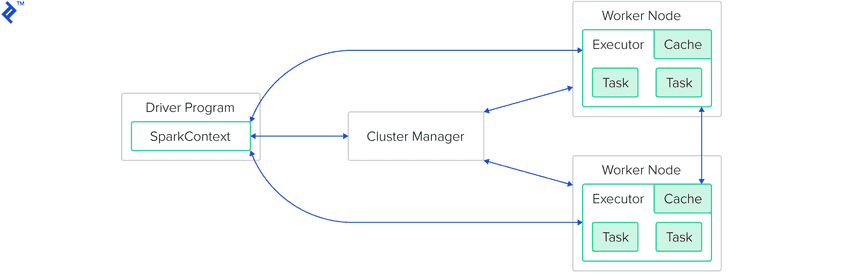 TM
Worker Node
Executor
Cache
Task
Task
Driver Program
SparkContext
Cluster Manager
Worker Node
Executor
Cache
Task
Task